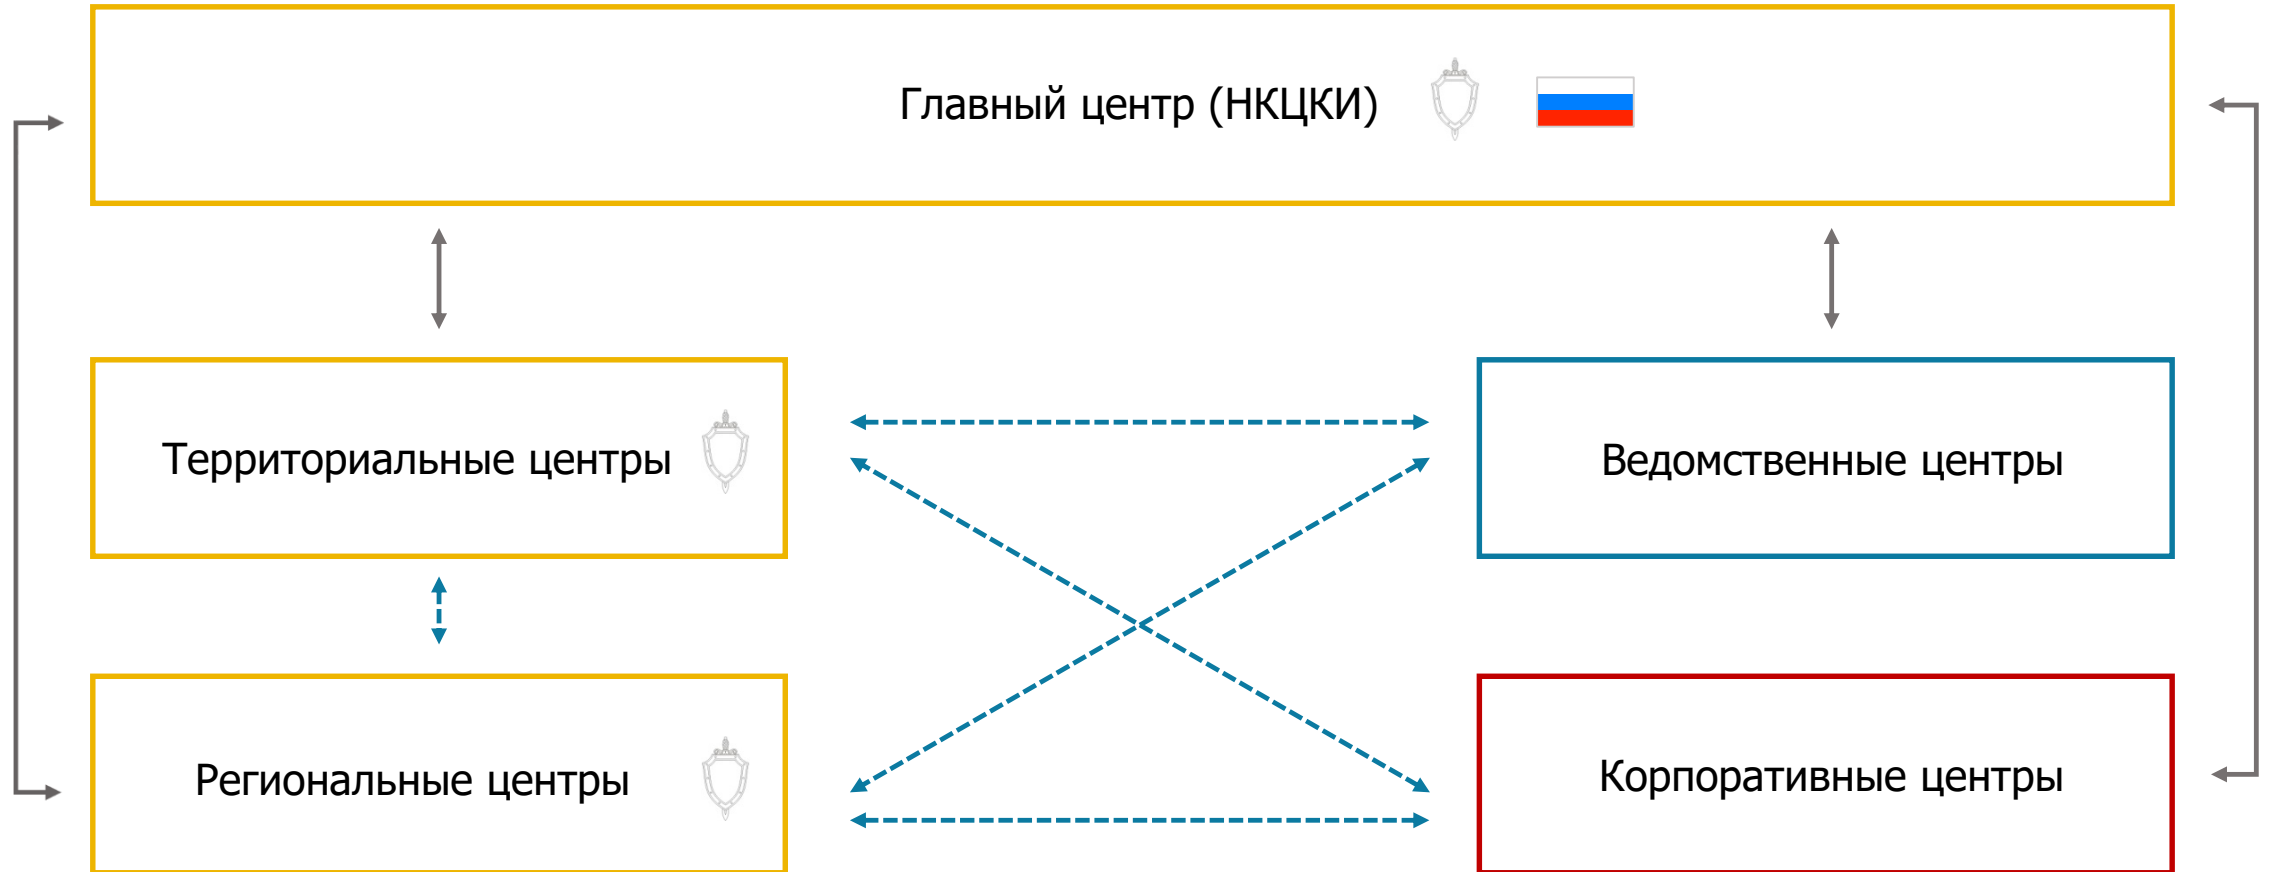 Главный центр (НКЦКИ)
Территориальные центры
Ведомственные центры
Региональные центры
Корпоративные центры